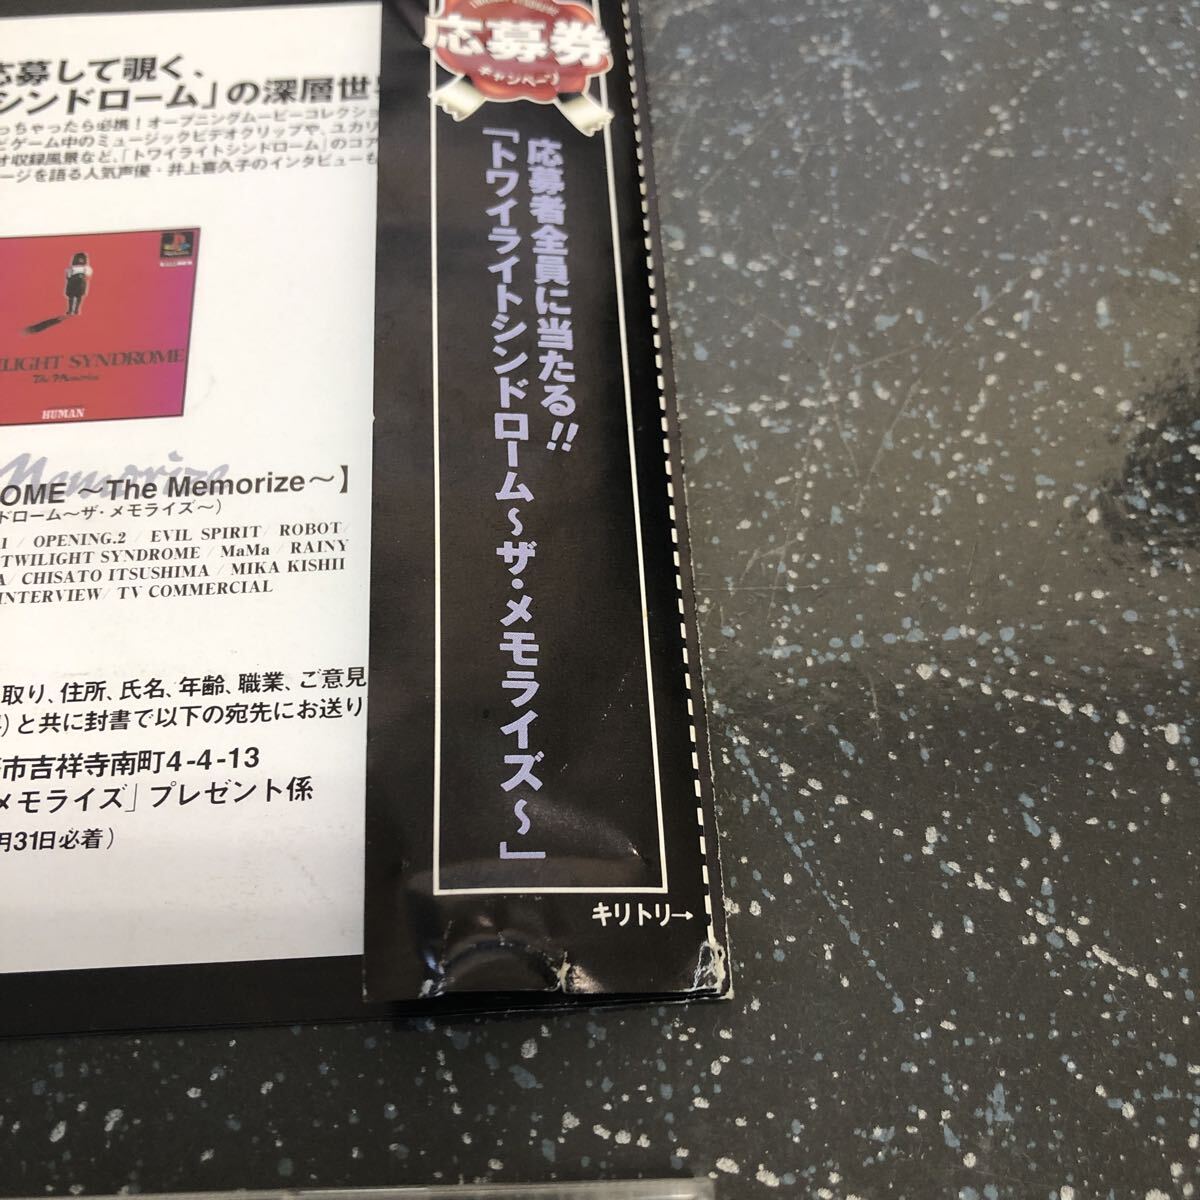 応募して覗く、
シンドローム」の深層世
っちゃったら必携!オープニングムービーコレクショ
どゲーム中のミュージックビデオクリップや、ユカリ
オ収録風景など、「トワイライトシンドローム」のコア
ージを語る人気声優・井上喜久子のインタビューも
ILIGHT SYNDROME
The Memorize
HUMAN
Memorize
OME ～The Memorize～】
ドローム～ザ・メモライズ～)
1 / OPENING.2 / EVIL SPIRIT / ROBOT/
TWILIGHT SYNDROME / MaMa / RAINY
A/ CHISATO ITSUSHIMA / MIKA KISHII
INTERVIEW/ TV COMMERCIAL
取り、住所、氏名、年齢、職業、ご意見
)と共に封書で以下の宛先にお送り
市吉祥寺南町4-4-13
メモライズ」プレゼント係
月31日必着)
応募券
キャンペーン
応募者全員に当たる!!
「トワイライトシンドローム～ザ・メモライズ～」
キリトリ→